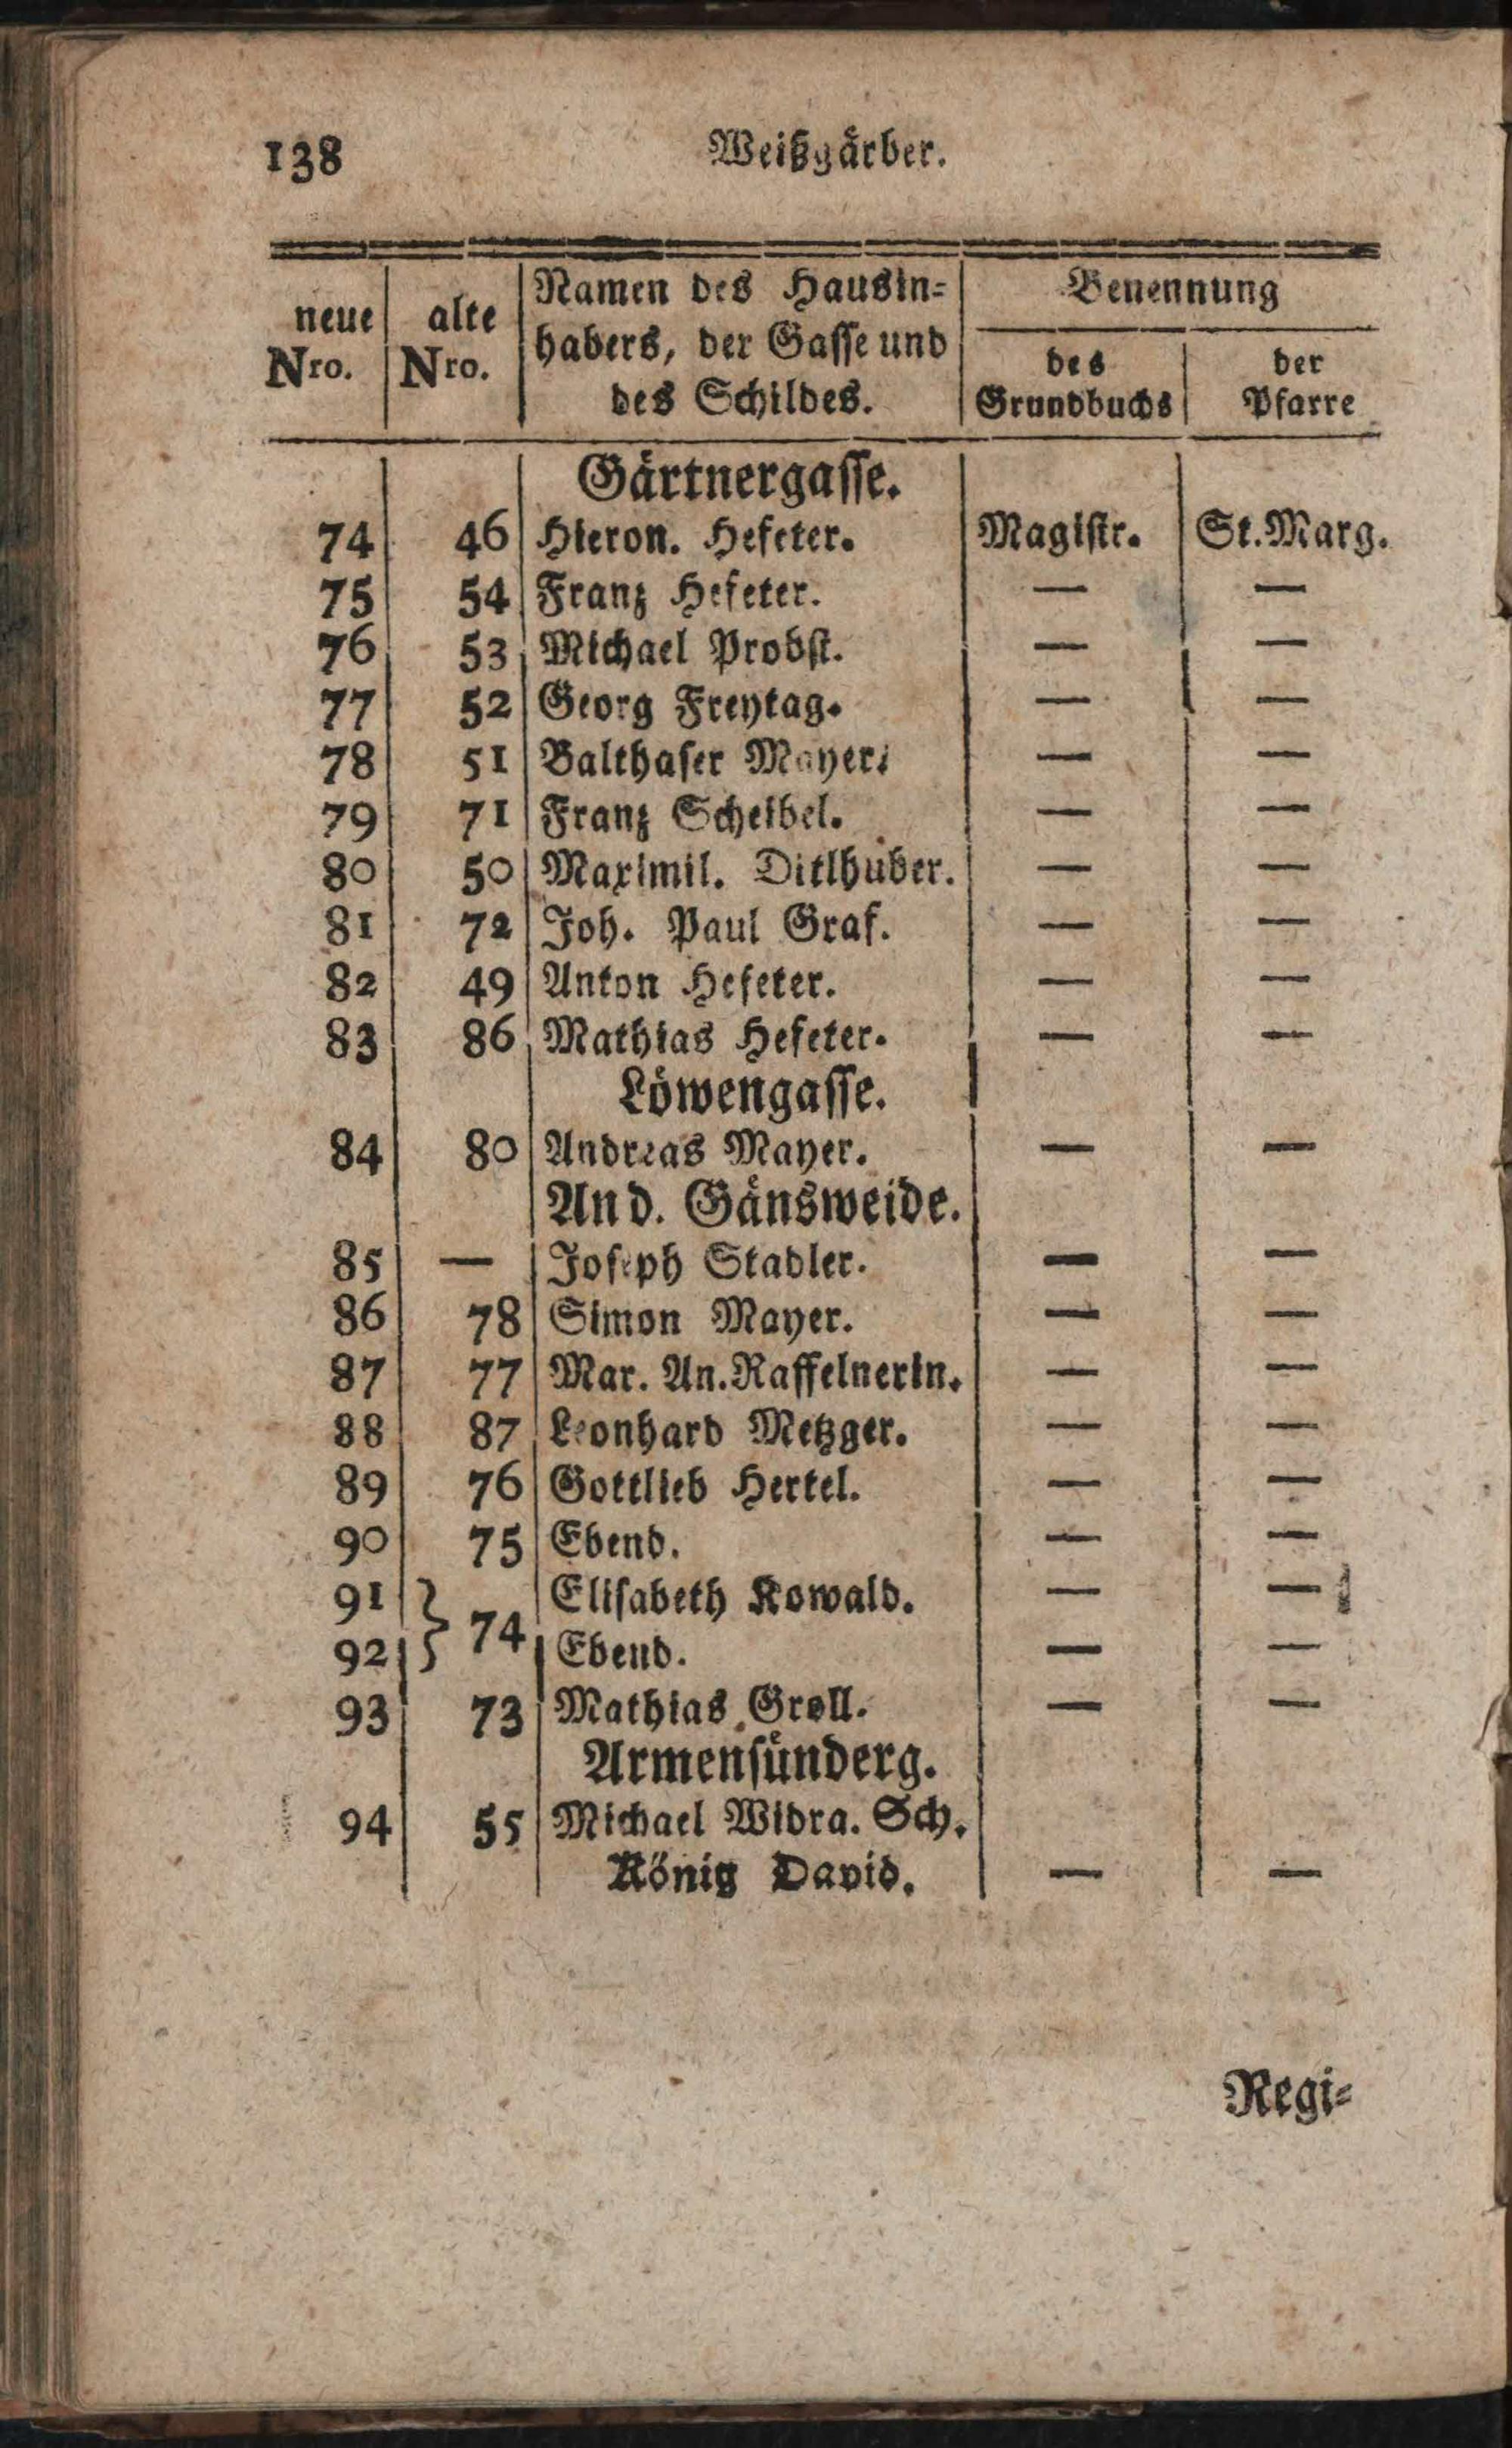 138 Weißgärber.
neue Nro. | alte Nro. | Namen des Hausin= | Benennung
habers, der Gasse und
des Schildes. | des Grundbuchs | der Pfarre
Gärtnergasse.
74 46 Hieron. Hefeter. Magistr. St. Marg.
75 54 Franz Hefeter. — —
76 53 Michael Probst. — —
77 52 Georg Freytag. — —
78 51 Balthaser Mayer. — —
79 71 Franz Scheibel. — —
80 50 Maximil. Ditlhuber. — —
81 72 Joh. Paul Graf. — —
82 49 Anton Hefeter. — —
83 86 Mathias Hefeter. — —
Löwengasse.
84 80 Andreas Mayer. — —
An d. Gänsweide.
85 — Joseph Stadler. — —
86 78 Simon Mayer. — —
87 77 Mar. An. Raffelnerin. — —
88 87 Leonhard Metzger. — —
89 76 Gottlieb Hertel. — —
90 75 Ebend. — —
91 } 74 Elisabeth Kowald. — —
92 } Ebend. — —
93 73 Mathias Groll. — —
Armensünderg.
94 55 Michael Widra. Sch.
König David. — —
Regi=